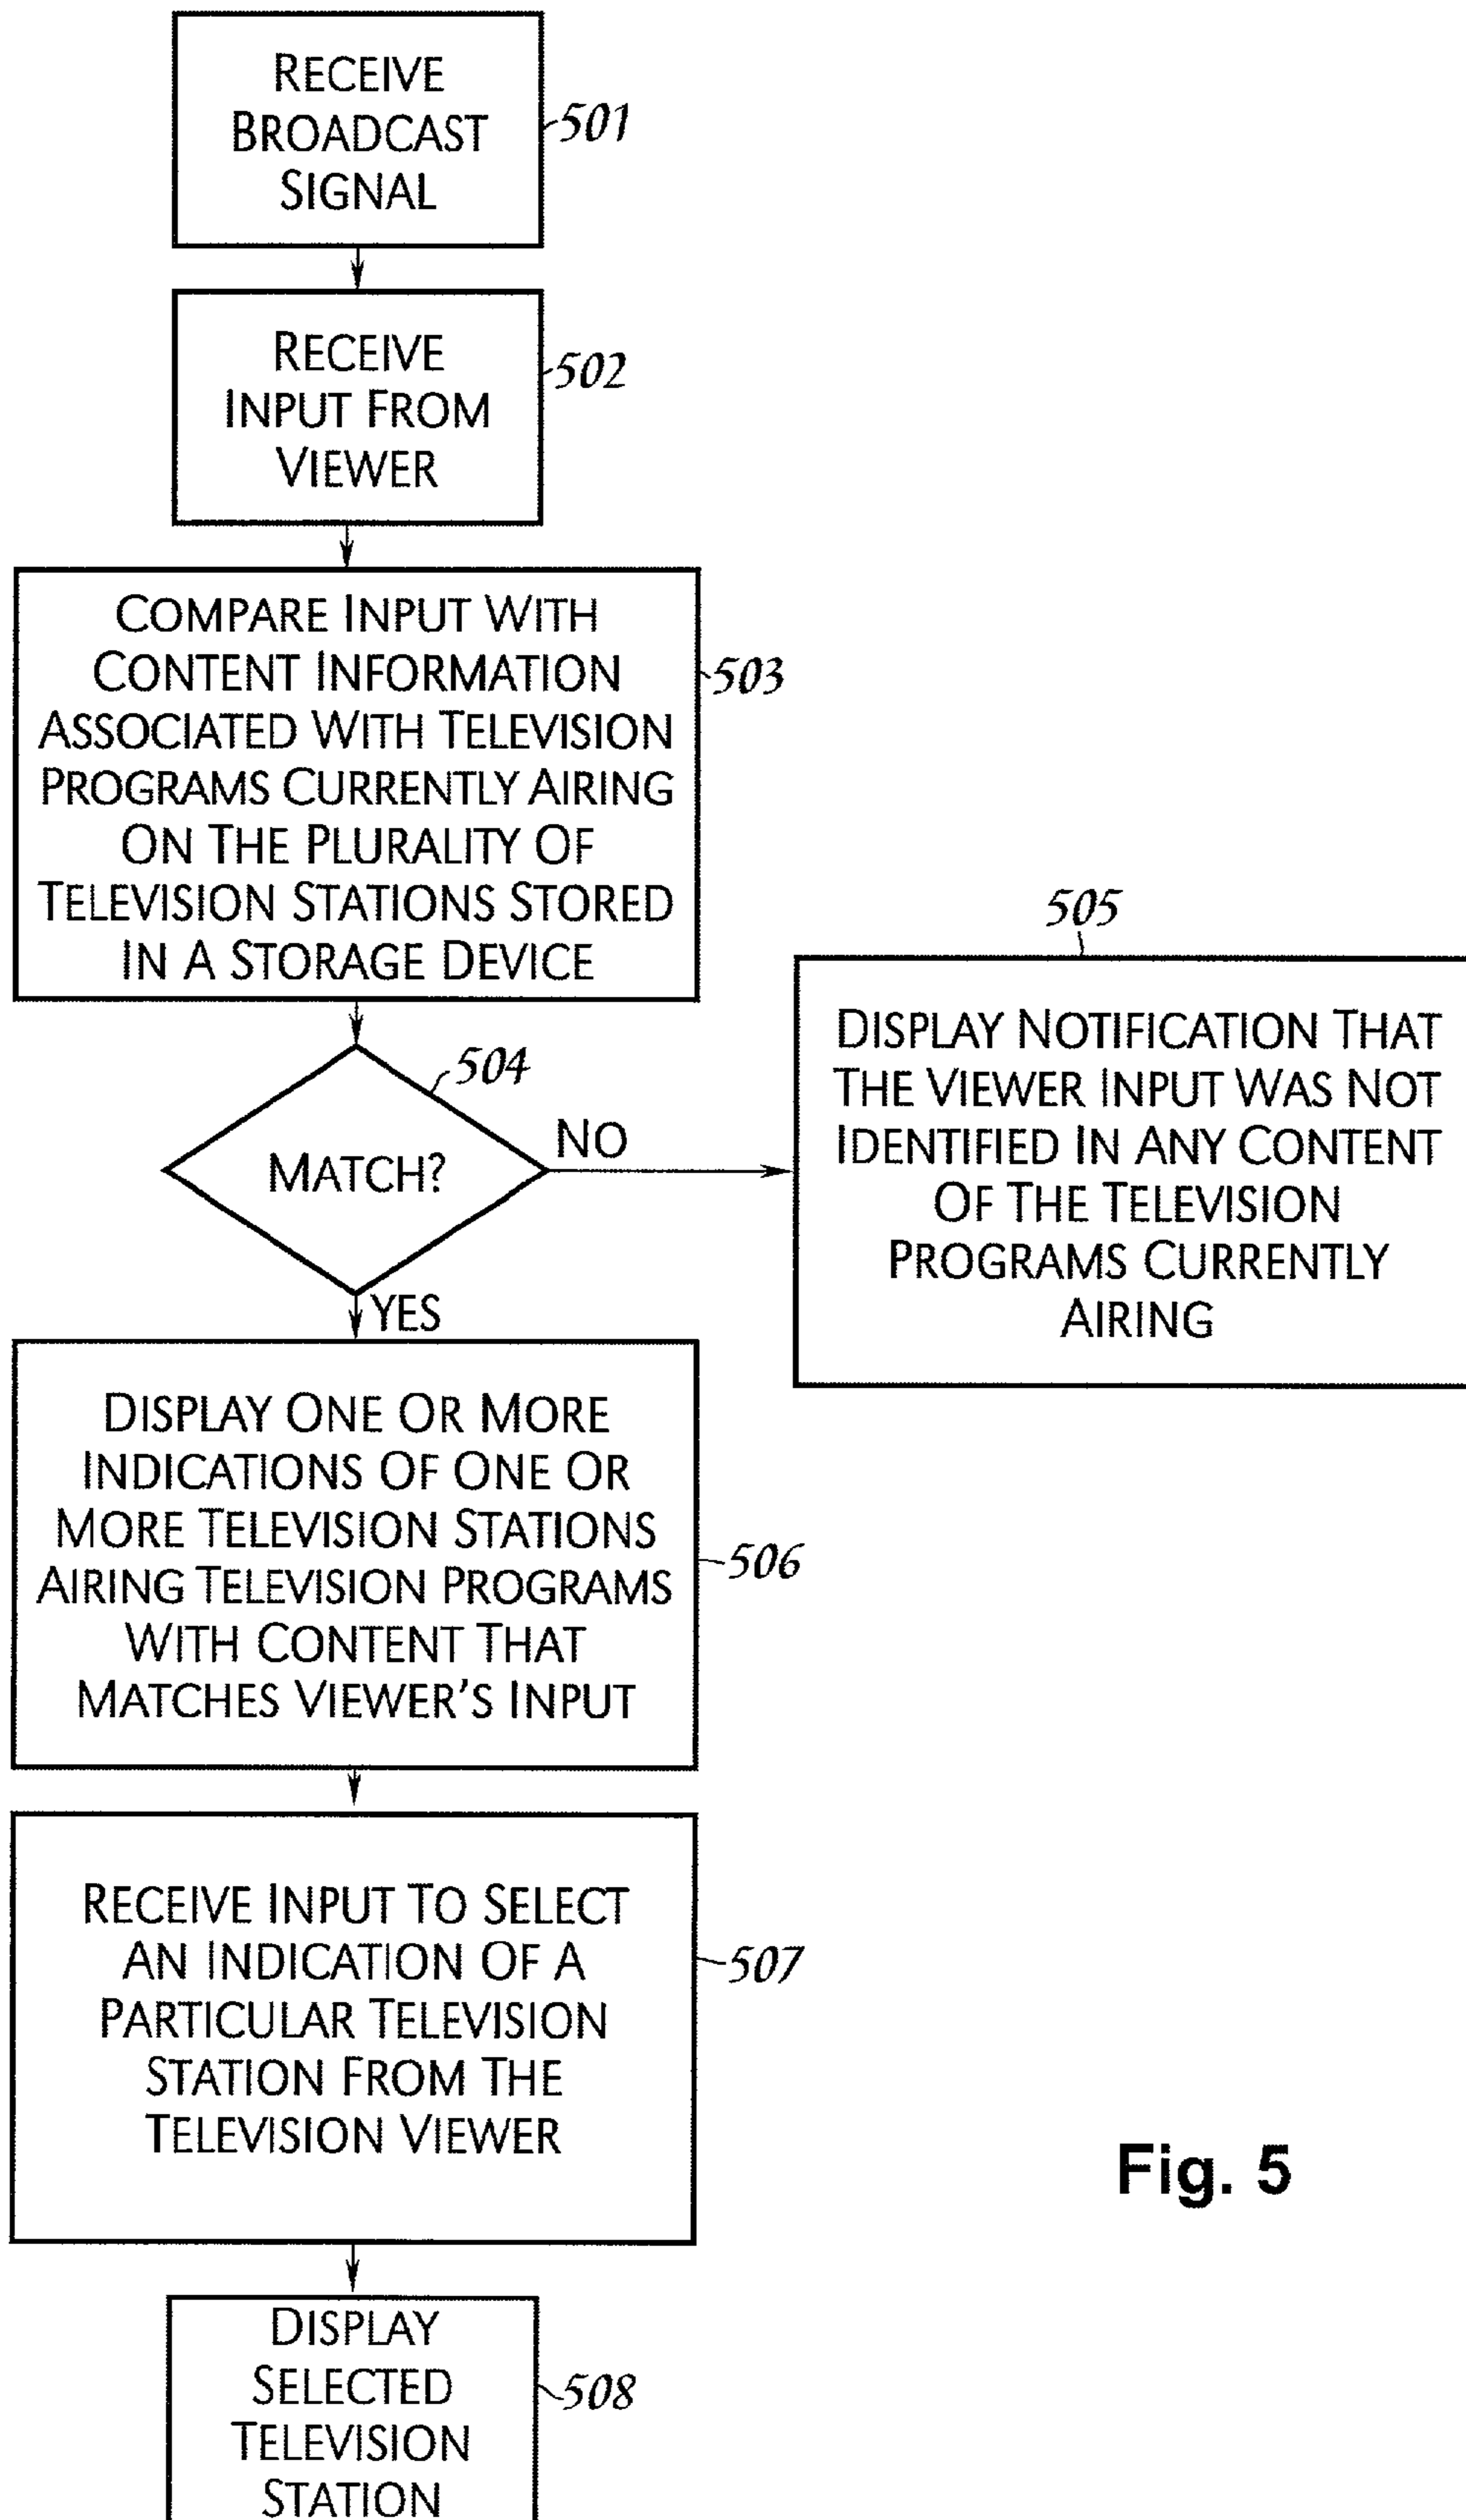 RECEIVE
BROADCAST
SIGNAL
501
RECEIVE
INPUT FROM
VIEWER
502
COMPARE INPUT WITH
CONTENT INFORMATION
ASSOCIATED WITH TELEVISION
PROGRAMS CURRENTLY AIRING
ON THE PLURALITY OF
TELEVISION STATIONS STORED
IN A STORAGE DEVICE
503
504
MATCH?
NO
YES
505
DISPLAY NOTIFICATION THAT
THE VIEWER INPUT WAS NOT
IDENTIFIED IN ANY CONTENT
OF THE TELEVISION
PROGRAMS CURRENTLY
AIRING
DISPLAY ONE OR MORE
INDICATIONS OF ONE OR
MORE TELEVISION STATIONS
AIRING TELEVISION PROGRAMS
WITH CONTENT THAT
MATCHES VIEWER'S INPUT
506
RECEIVE INPUT TO SELECT
AN INDICATION OF A
PARTICULAR TELEVISION
STATION FROM THE
TELEVISION VIEWER
507
DISPLAY
SELECTED
TELEVISION
STATION
508
Fig. 5